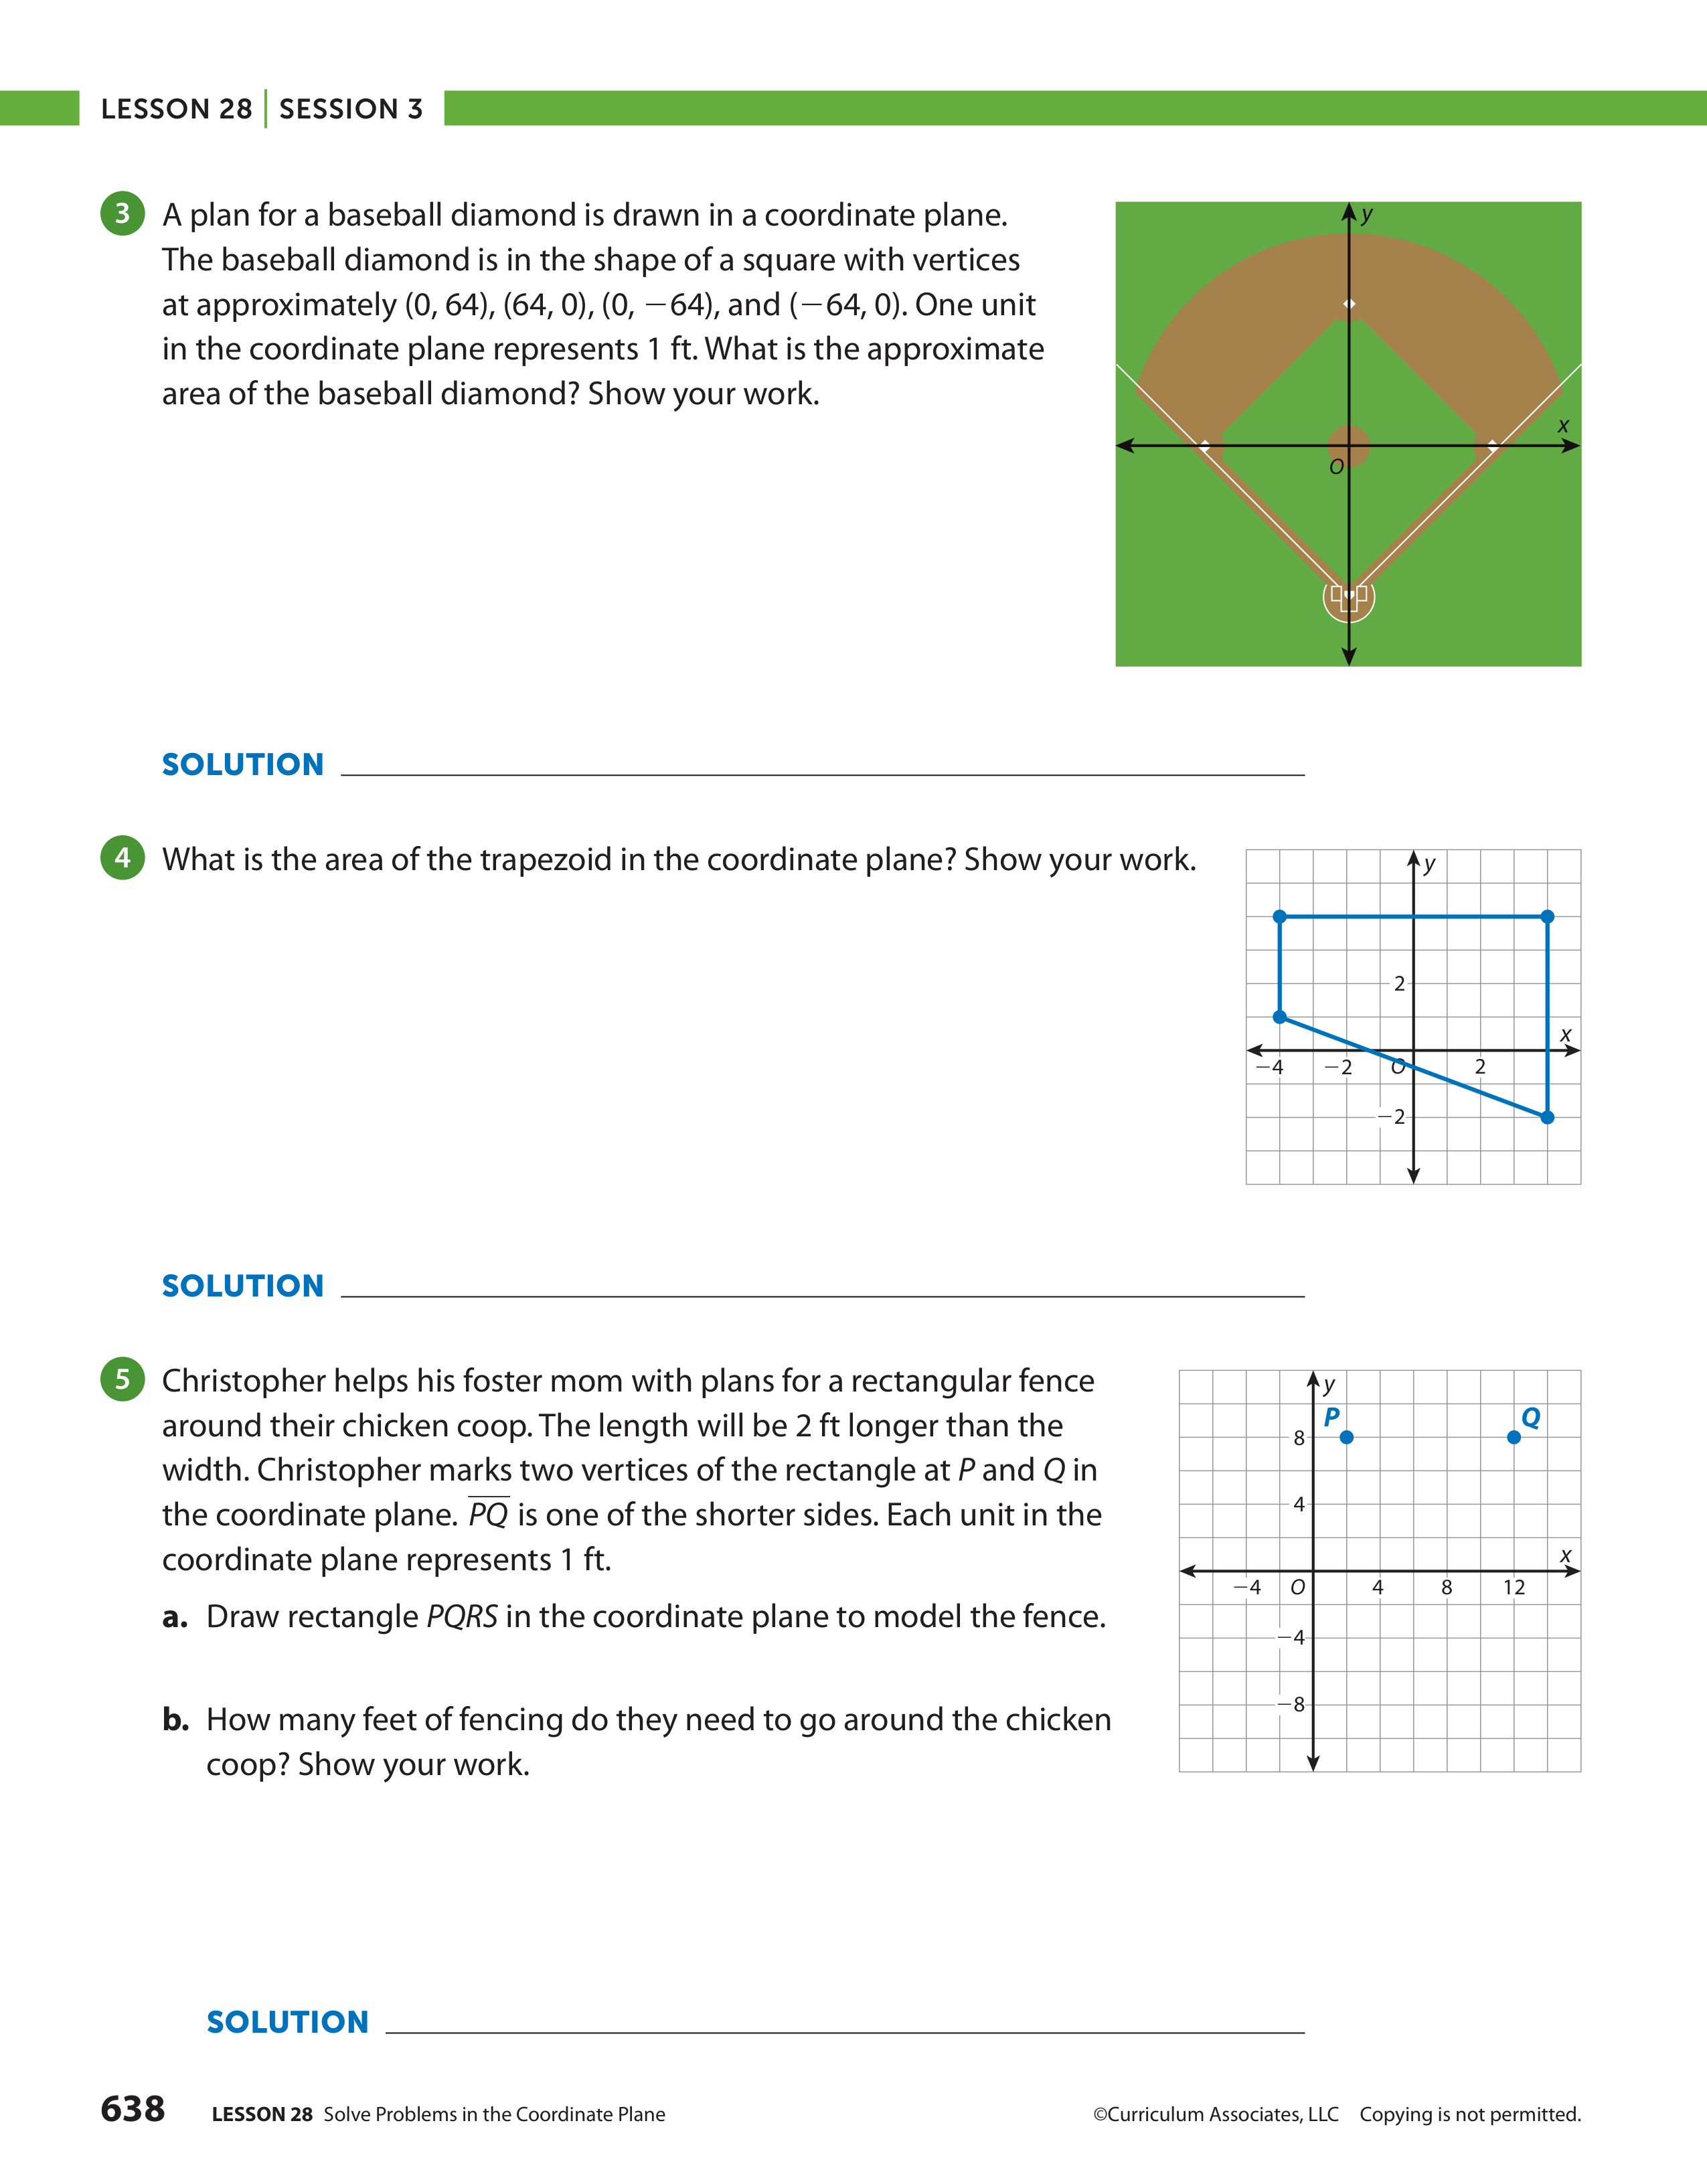 LESSON 28 | SESSION 3
3 A plan for a baseball diamond is drawn in a coordinate plane.
The baseball diamond is in the shape of a square with vertices
at approximately (0, 64), (64, 0), (0, −64), and (−64, 0). One unit
in the coordinate plane represents 1 ft. What is the approximate
area of the baseball diamond? Show your work.
y
x
O
SOLUTION
4 What is the area of the trapezoid in the coordinate plane? Show your work.
y
2
x
−4 −2 O 2
−2
SOLUTION
5 Christopher helps his foster mom with plans for a rectangular fence
around their chicken coop. The length will be 2 ft longer than the
width. Christopher marks two vertices of the rectangle at P and Q in
the coordinate plane. PQ is one of the shorter sides. Each unit in the
coordinate plane represents 1 ft.
a. Draw rectangle PQRS in the coordinate plane to model the fence.
b. How many feet of fencing do they need to go around the chicken
coop? Show your work.
y
P Q
8
4
x
−4 O 4 8 12
−4
−8
SOLUTION
638 LESSON 28 Solve Problems in the Coordinate Plane ©Curriculum Associates, LLC Copying is not permitted.